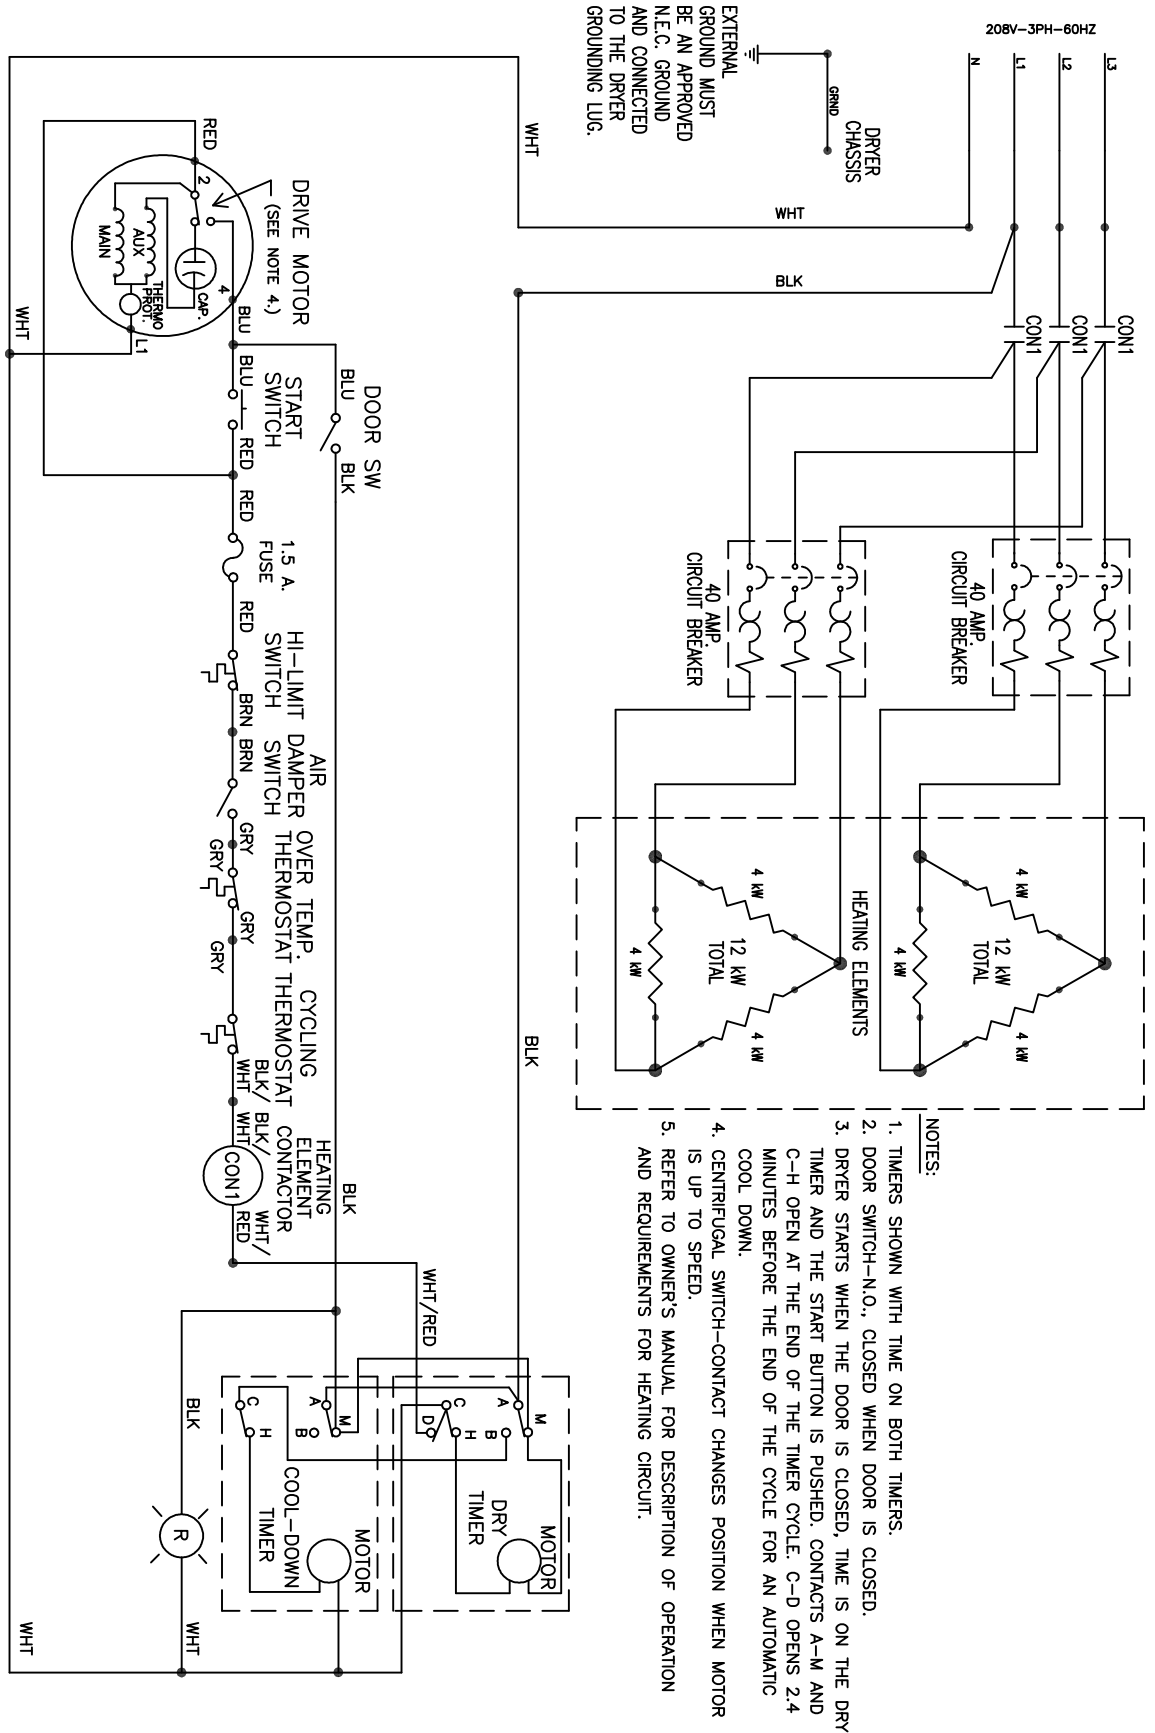 208V-3PH-60HZ
L3
L2
L1
N
GRND
DRYER
CHASSIS
EXTERNAL
GROUND MUST
BE AN APPROVED
N.E.C. GROUND
AND CONNECTED
TO THE DRYER
GROUNDING LUG.
WHT
WHT
BLK
CON1
CON1
CON1
40 AMP.
CIRCUIT BREAKER
40 AMP.
CIRCUIT BREAKER
4 kW
4 kW
4 kW
12 kW
TOTAL
HEATING ELEMENTS
4 kW
4 kW
4 kW
12 kW
TOTAL
BLK
NOTES:
1. TIMERS SHOWN WITH TIME ON BOTH TIMERS.
2. DOOR SWITCH-N.O., CLOSED WHEN DOOR IS CLOSED.
3. DRYER STARTS WHEN THE DOOR IS CLOSED, TIME IS ON THE DRY
TIMER AND THE START BUTTON IS PUSHED. CONTACTS A-M AND
C-H OPEN AT THE END OF THE TIMER CYCLE. C-D OPENS 2.4
MINUTES BEFORE THE END OF THE CYCLE FOR AN AUTOMATIC
COOL DOWN.
4. CENTRIFUGAL SWITCH-CONTACT CHANGES POSITION WHEN MOTOR
IS UP TO SPEED.
5. REFER TO OWNER'S MANUAL FOR DESCRIPTION OF OPERATION
AND REQUIREMENTS FOR HEATING CIRCUIT.
DRIVE MOTOR
(SEE NOTE 4.)
RED
2
MAIN
AUX
CAP.
THERMO
PROT.
4
L1
WHT
BLU
BLU
BLU
DOOR SW
BLK
START
SWITCH
RED
RED
1.5 A.
FUSE
RED
HI-LIMIT
SWITCH
BRN
BRN
AIR
DAMPER
SWITCH
GRY
GRY
OVER TEMP.
THERMOSTAT
GRY
GRY
CYCLING
THERMOSTAT
BLK/
WHT
BLK/
WHT
HEATING
ELEMENT
CONTACTOR
CON1
WHT/
RED
BLK
WHT/RED
M
A
B
C
H
D
MOTOR
DRY
TIMER
M
A
B
C
H
MOTOR
COOL-DOWN
TIMER
BLK
R
WHT
WHT